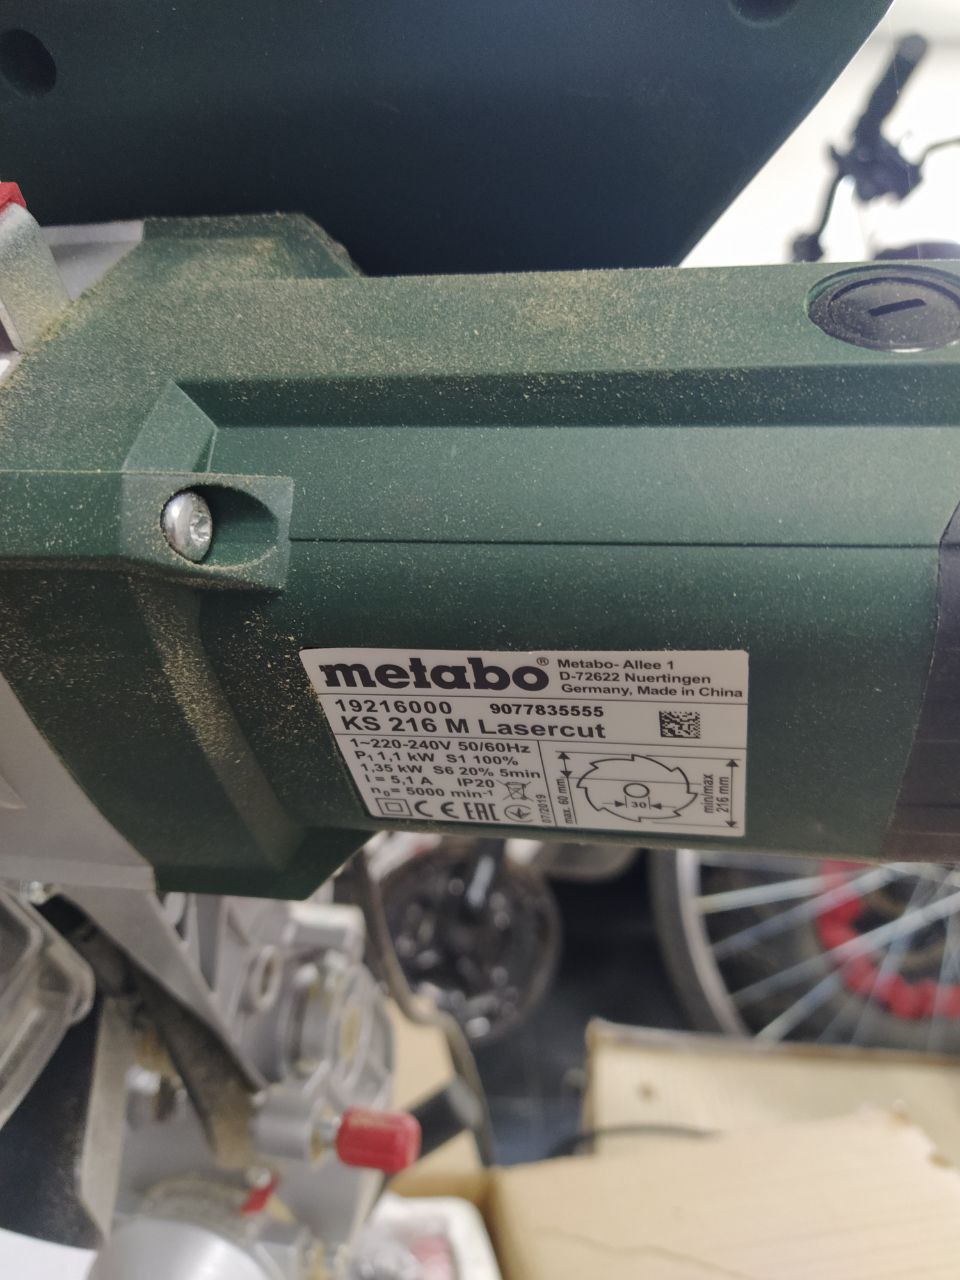 metabo®
Metabo- Allee 1
D-72622 Nuertingen
Germany, Made in China
19216000 9077835555
KS 216 M Lasercut
1~220-240V 50/60Hz
P₁ 1,1 kW S1 100%
1,35 kW S6 20% 5min
I = 5,1 A IP20
n₀= 5000 min⁻¹
CE EAC
07/2019
max. 60 mm
30
min/max
216 mm